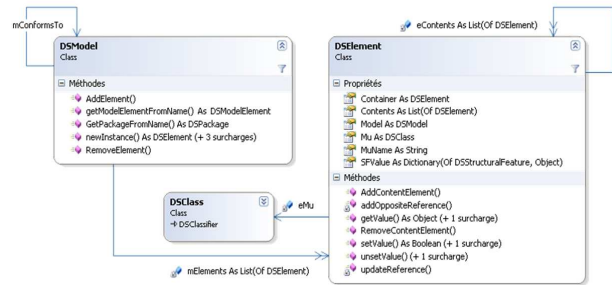 mConformsTo
eContents As List(Of DSElement)
DSModel
Class
Méthodes
AddElement()
getModelElementFromName() As DSModelElement
GetPackageFromName() As DSPackage
newInstance() As DSElement (+ 3 surcharges)
RemoveElement()
DSElement
Class
Propriétés
Container As DSElement
Contents As List(Of DSElement)
Model As DSModel
Mu As DSClass
MuName As String
SFValue As Dictionary(Of DSStructuralFeature, Object)
Méthodes
AddContentElement()
addOppositeReference()
getValue() As Object (+ 1 surcharge)
RemoveContentElement()
setValue() As Boolean (+ 1 surcharge)
unsetValue() (+ 1 surcharge)
updateReference()
DSClass
Class
DSClassifier
eMu
mElements As List(Of DSElement)